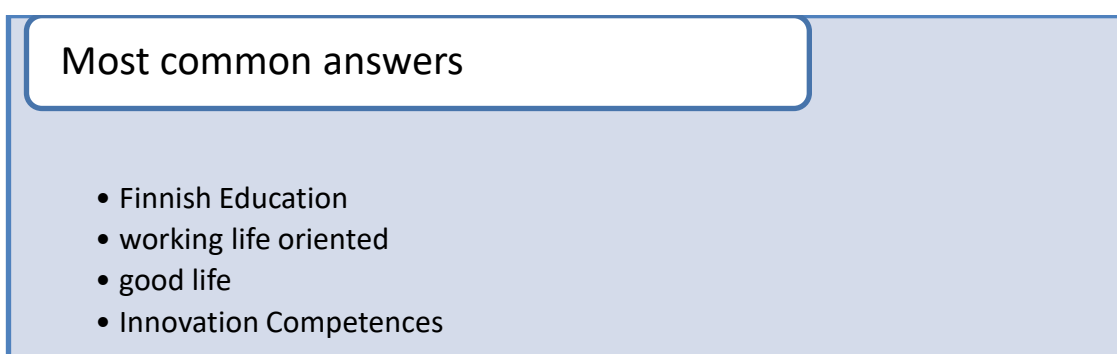 Most common answers
• Finnish Education
• working life oriented
• good life
• Innovation Competences